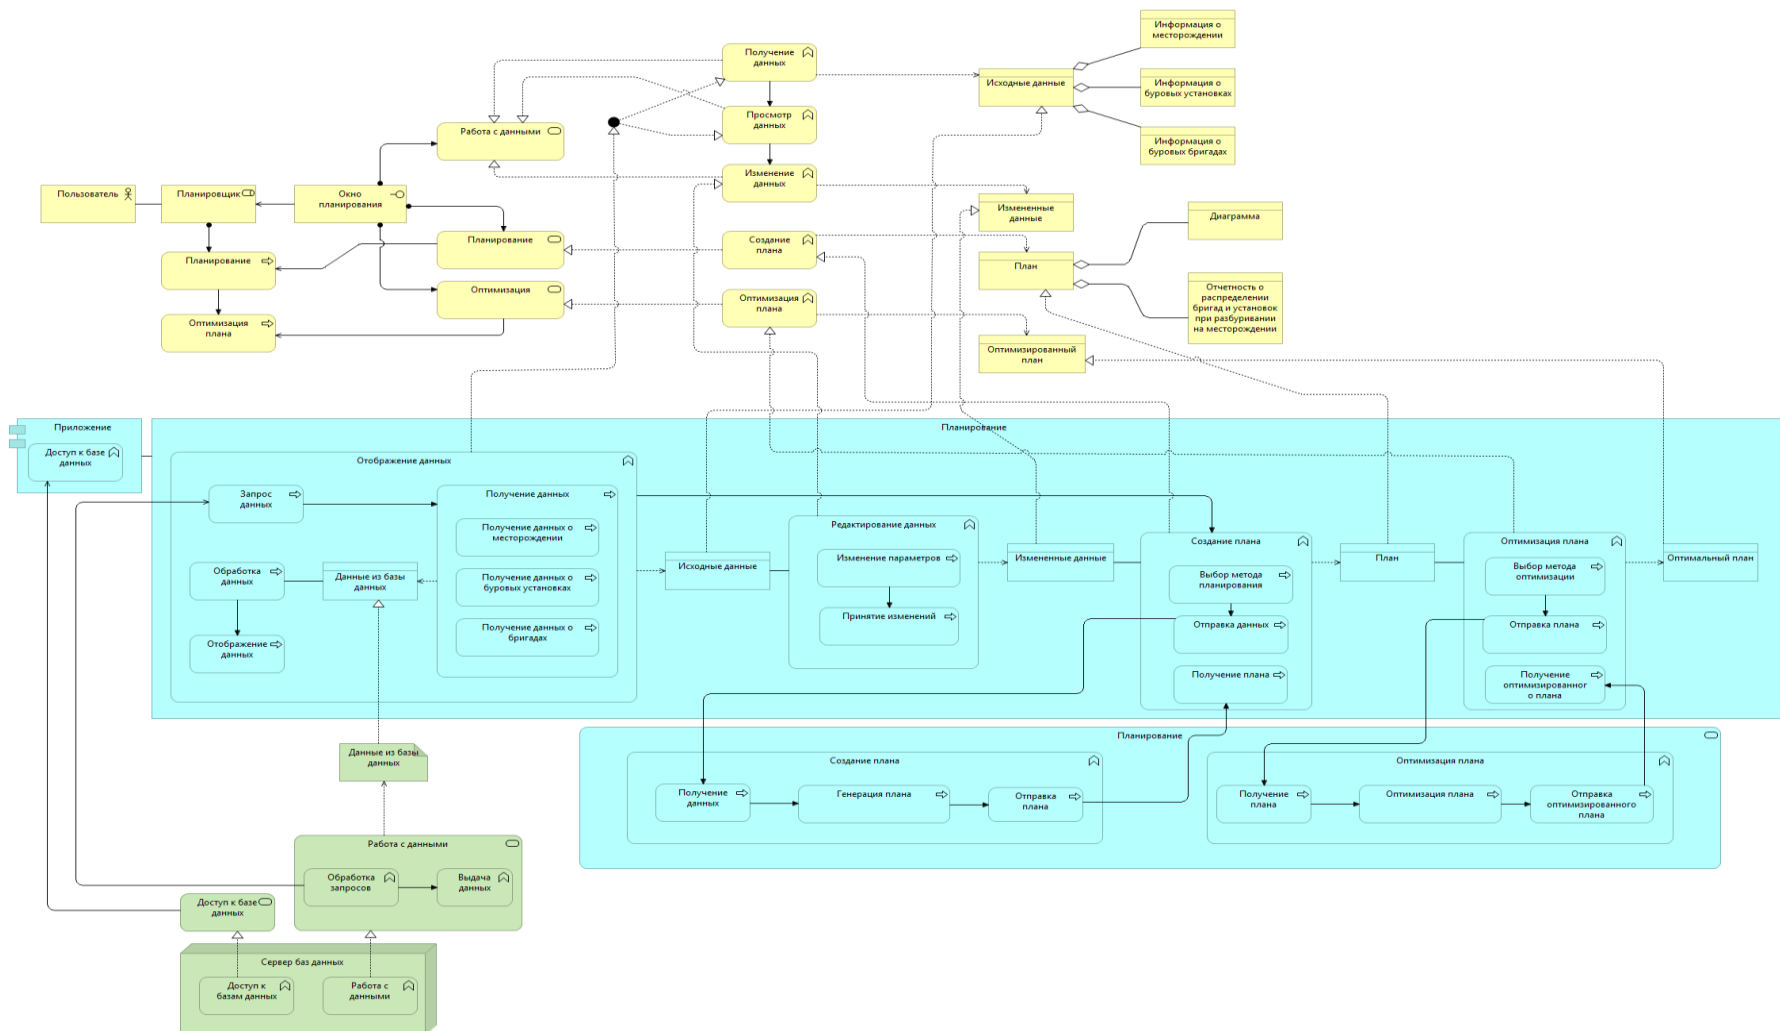 Информация о
месторождении
Получение
данных
Исходные данные
Информация о
буровых установках
Просмотр
данных
Работа с данными
Информация о
буровых бригадах
Изменение
данных
Пользователь
Планировщик
Окно
планирования
Измененные
данные
Диаграмма
Планирование
Создание
плана
Планирование
План
Оптимизация
Оптимизация
плана
Отчетность о
распределении
бригад и установок
при разбуривании
на месторождении
Оптимизация
плана
Оптимизированный
план
Приложение
Доступ к базе
данных
Планирование
Отображение данных
Запрос
данных
Получение данных
Получение данных о
месторождении
Получение данных о
буровых установках
Получение данных о
бригадах
Обработка
данных
Данные из базы
данных
Отображение
данных
Исходные данные
Редактирование данных
Изменение параметров
Принятие изменений
Измененные данные
Создание плана
Выбор метода
планирования
Отправка данных
Получение плана
План
Оптимизация плана
Выбор метода
оптимизации
Отправка плана
Получение
оптимизированног
о плана
Оптимальный план
Планирование
Создание плана
Получение
данных
Генерация плана
Отправка
плана
Оптимизация плана
Получение
плана
Оптимизация плана
Отправка
оптимизированного
плана
Данные из базы
данных
Работа с данными
Обработка
запросов
Выдача
данных
Доступ к базе
данных
Сервер баз данных
Доступ к
базам данных
Работа с
данными